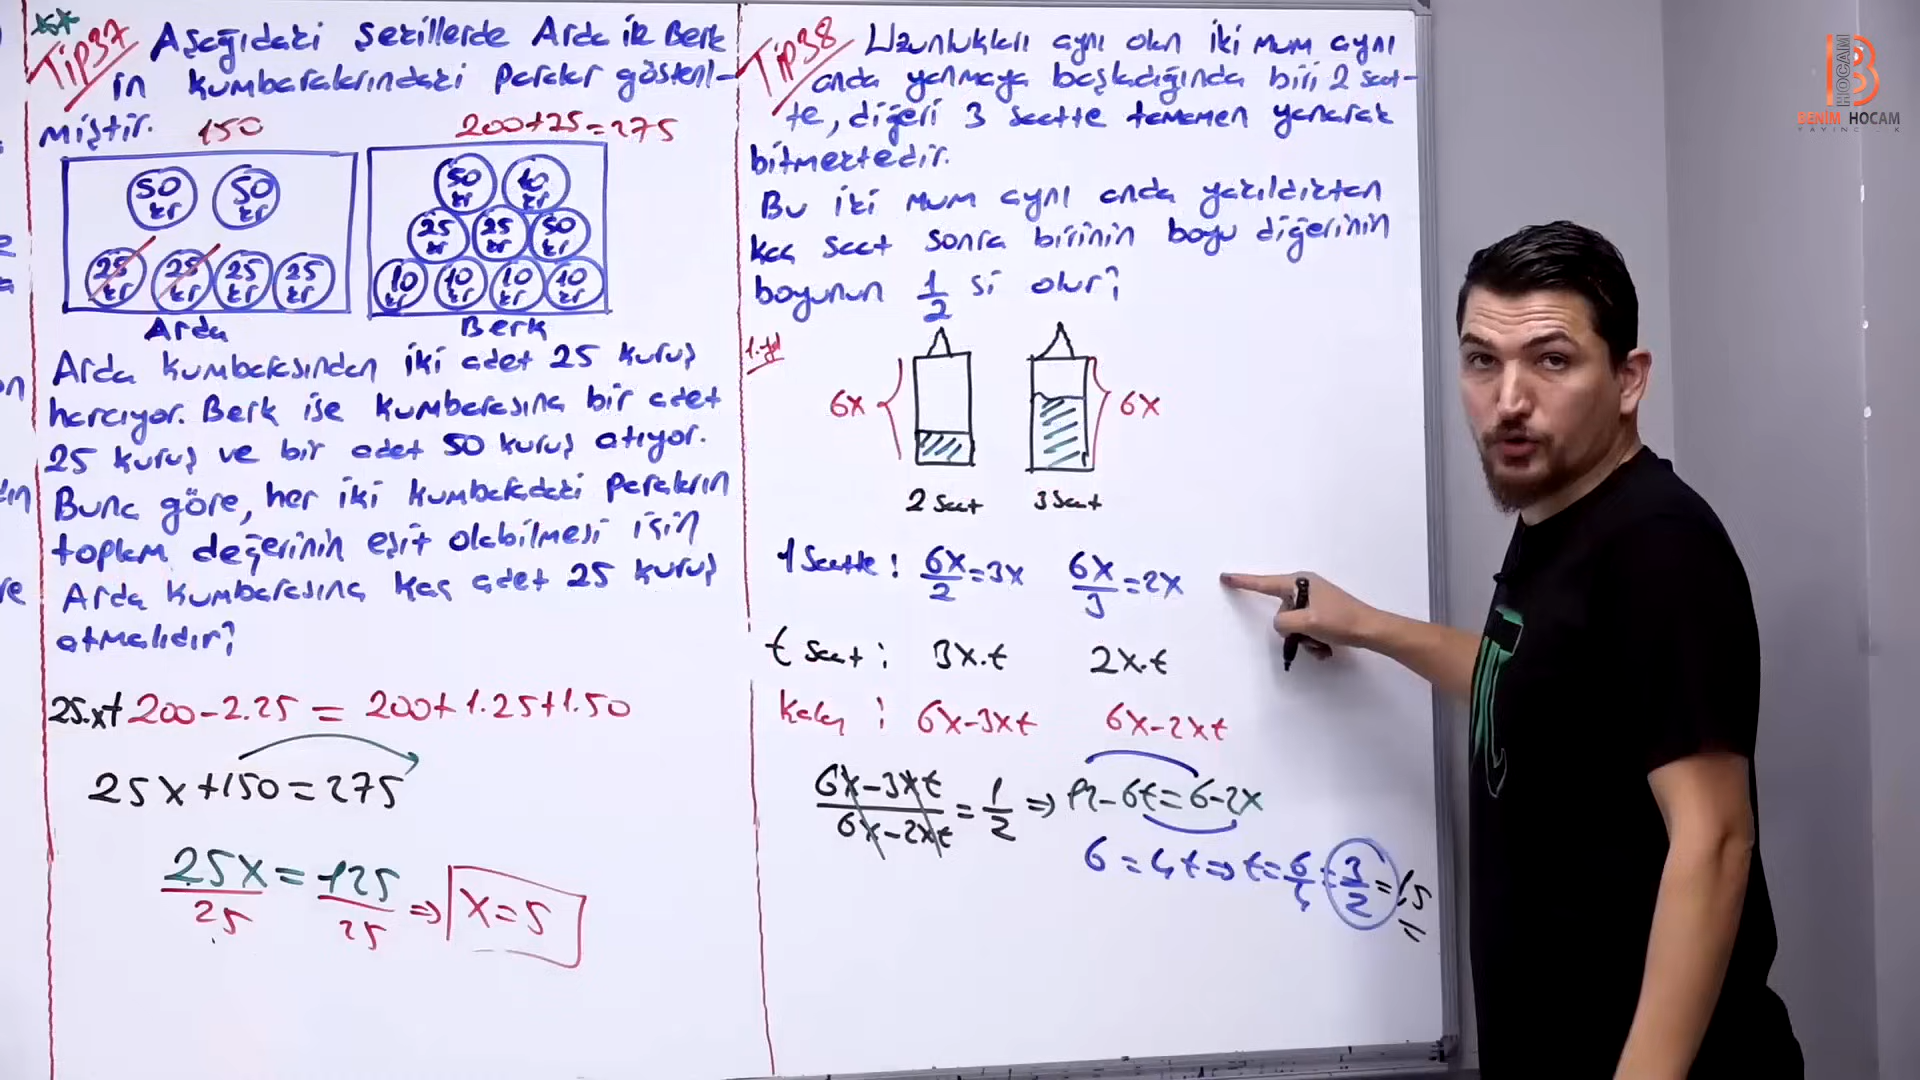 Tip37 Aşağıdaki şekillerde Arda ile Berk
in kumbaralarındaki paralar gösteril-
miştir.
150
200+25=275
50 kr 50 kr
25 kr 25 kr 25 kr 25 kr
Arda
50 kr 10 kr
25 kr 25 kr 50 kr
10 kr 10 kr 10 kr 10 kr
Berk
Arda kumbarasından iki adet 25 kuruş
harcıyor. Berk ise kumbarasına bir adet
25 kuruş ve bir adet 50 kuruş atıyor.
Buna göre, her iki kumbaradaki paraların
toplam değerinin eşit olabilmesi için
Arda kumbarasına kaç adet 25 kuruş
atmalıdır?
25.x+200-2.25 = 200+1.25+1.50
25x+150=275
25x/25 = 125/25 ⇒ x=5
Tip38 Uzunlukları aynı olan iki mum aynı
anda yanmaya başladığında biri 2 saat-
te, diğeri 3 saatte tamamen yanarak
bitmektedir.
Bu iki mum aynı anda yakıldıktan
kaç saat sonra birinin boyu diğerinin
boyunun 1/2 si olur?
1.yol
6x 6x
2 saat 3 saat
1 saatte: 6x/2=3x 6x/3=2x
t saat: 3x.t 2x.t
Kalan: 6x-3xt 6x-2xt
6x-3xt/6x-2xt = 1/2 ⇒ 12-6t=6-2x
6=4t⇒t=6/4=3/2=1,5
B HOCAM
BENİM HOCAM
YAYINCILIK